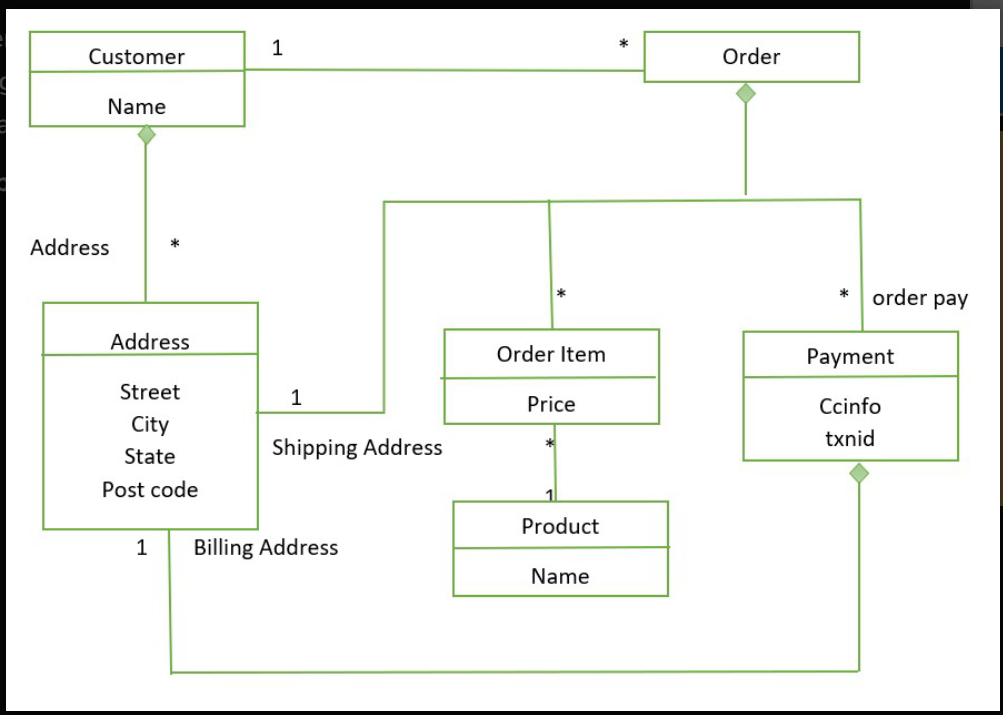 Customer
1
*
Order
Name
Address
*
*
*
order pay
Address
Order Item
Payment
Street
1
Price
Ccinfo
City
txnid
Shipping Address
*
State
Post code
1
Product
1
Billing Address
Name